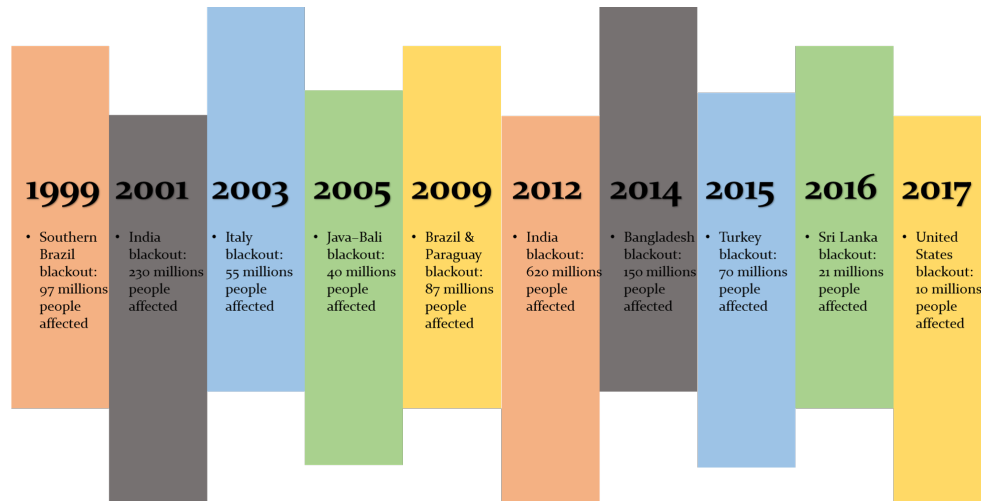 1999
• Southern
Brazil
blackout:
97 millions
people
affected
2001
• India
blackout:
230 millions
people
affected
2003
• Italy
blackout:
55 millions
people
affected
2005
• Java–Bali
blackout:
40 millions
people
affected
2009
• Brazil &
Paraguay
blackout:
87 millions
people
affected
2012
• India
blackout:
620 millions
people
affected
2014
• Bangladesh
blackout:
150 millions
people
affected
2015
• Turkey
blackout:
70 millions
people
affected
2016
• Sri Lanka
blackout:
21 millions
people
affected
2017
• United
States
blackout:
10 millions
people
affected